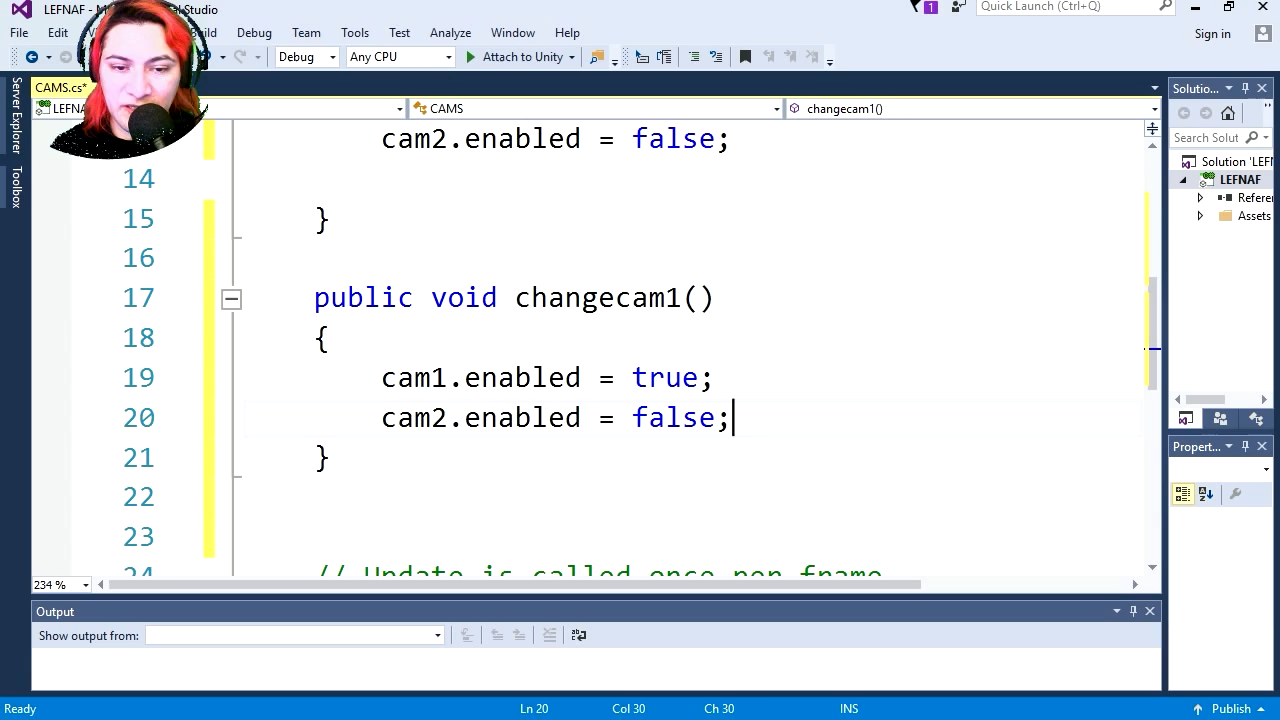 LEFNAF - M
Studio
Quick Launch (Ctrl+Q)
1
File Edit Build Debug Team Tools Test Analyze Window Help
Sign in
Debug Any CPU Attach to Unity
Server Explorer
Toolbox
CAMS.cs*
LEFNA
CAMS
changecam1()
cam2.enabled = false;
14
15 }
16
17 public void changecam1()
18 {
19 cam1.enabled = true;
20 cam2.enabled = false;
21 }
22
23
24 // Update is called once per frame
234 %
Solutio...
Search Solut
Solution 'LEF
LEFNAF
Refere
Assets
Propert...
Output
Show output from:
Ready Ln 20 Col 30 Ch 30 INS Publish